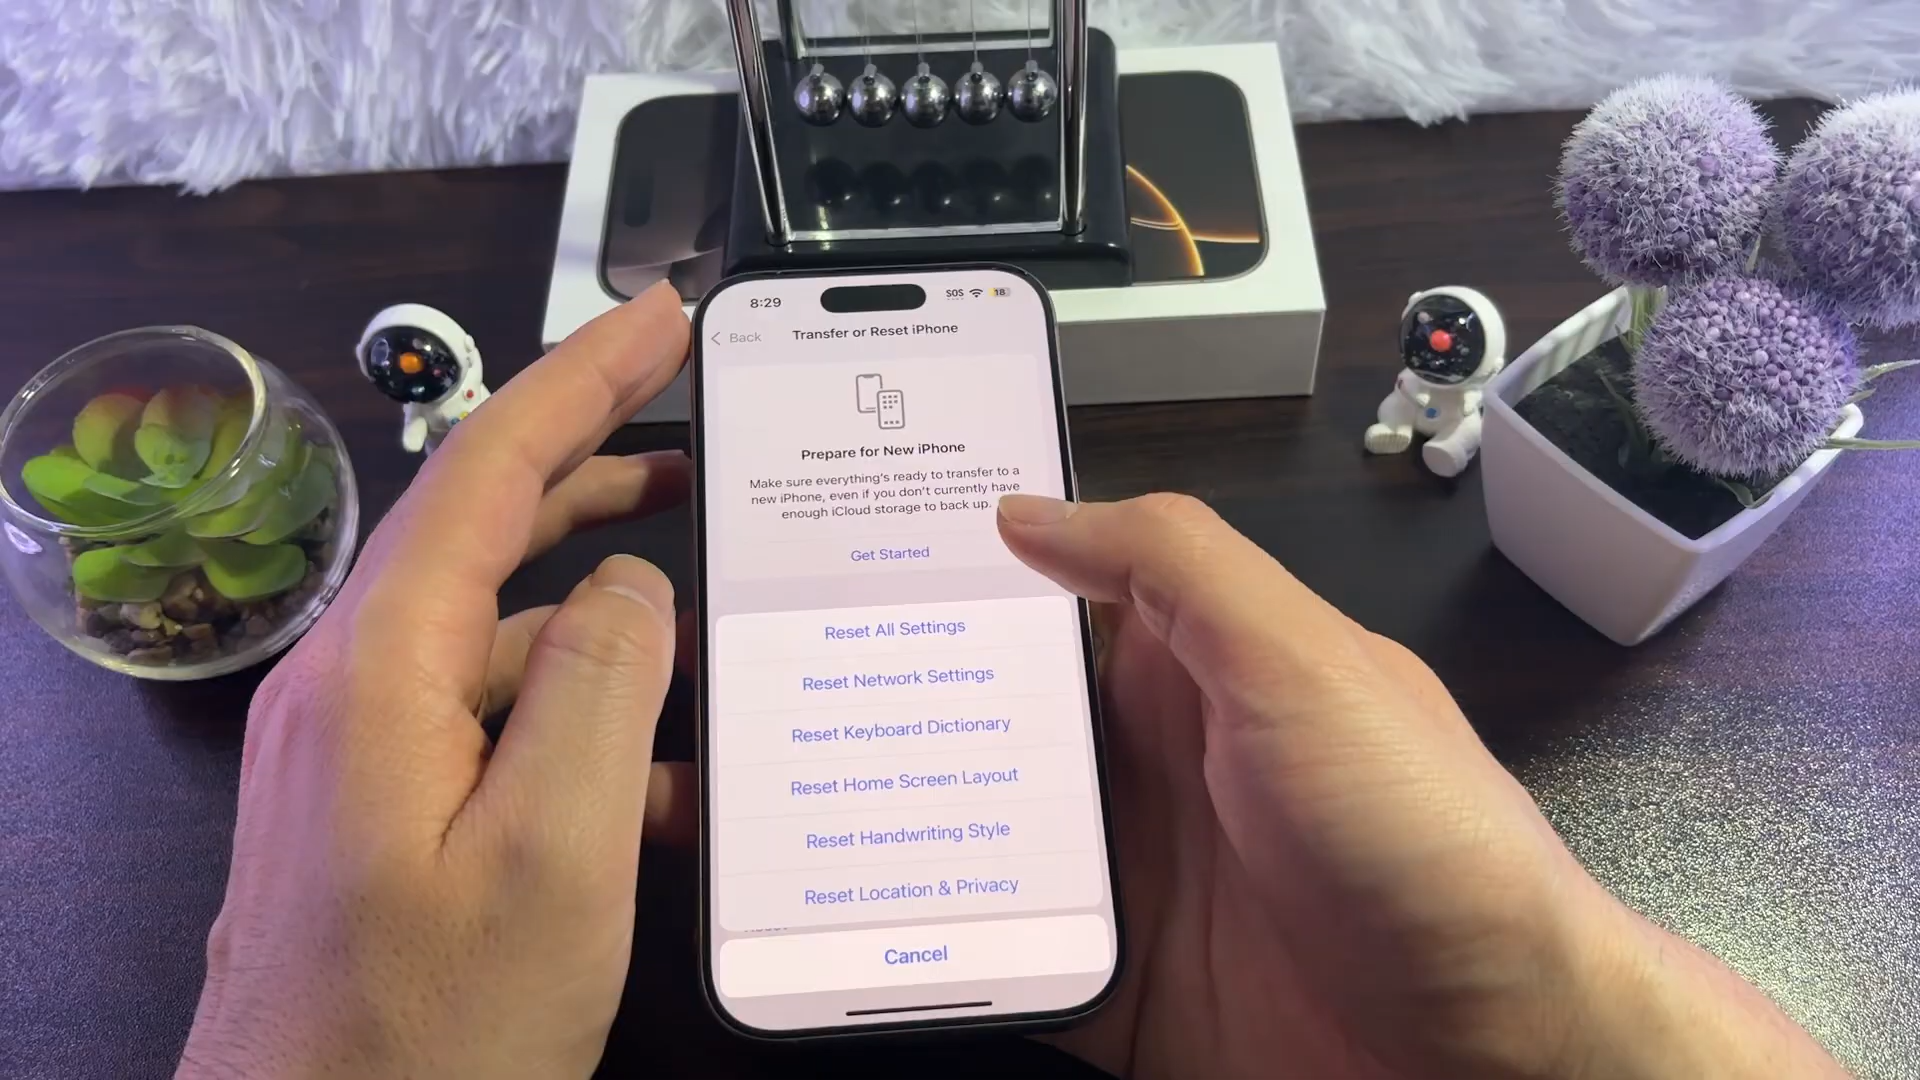 8:29
SOS
18
Back
Transfer or Reset iPhone
Prepare for New iPhone
Make sure everything's ready to transfer to a
new iPhone, even if you don't currently have
enough iCloud storage to back up.
Get Started
Reset All Settings
Reset Network Settings
Reset Keyboard Dictionary
Reset Home Screen Layout
Reset Handwriting Style
Reset Location & Privacy
Cancel